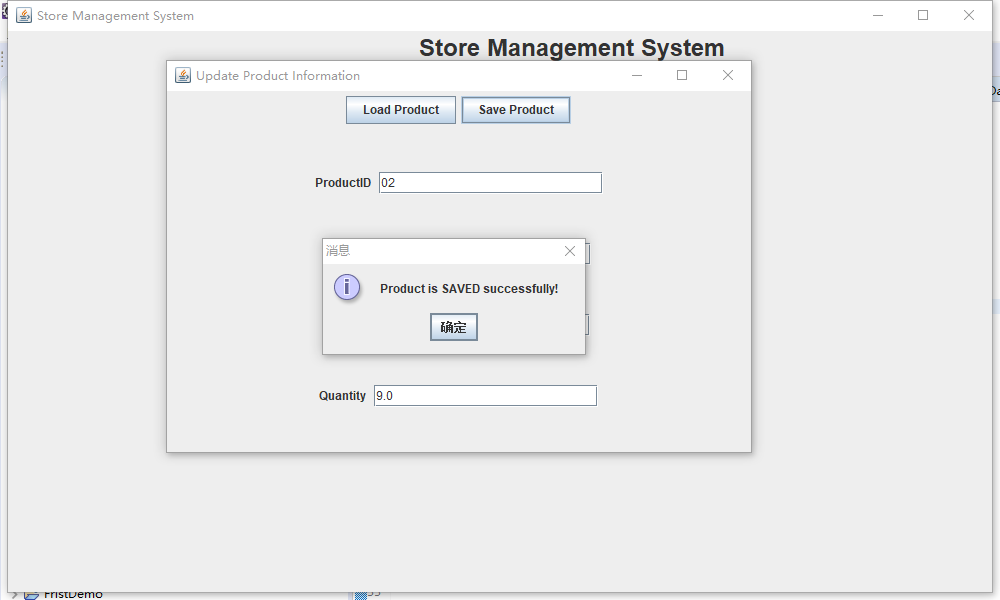 Store Management System
Store Management System
Update Product Information
Load Product
Save Product
ProductID
02
消息
Product is SAVED successfully!
确定
Quantity
9.0
FristDemo